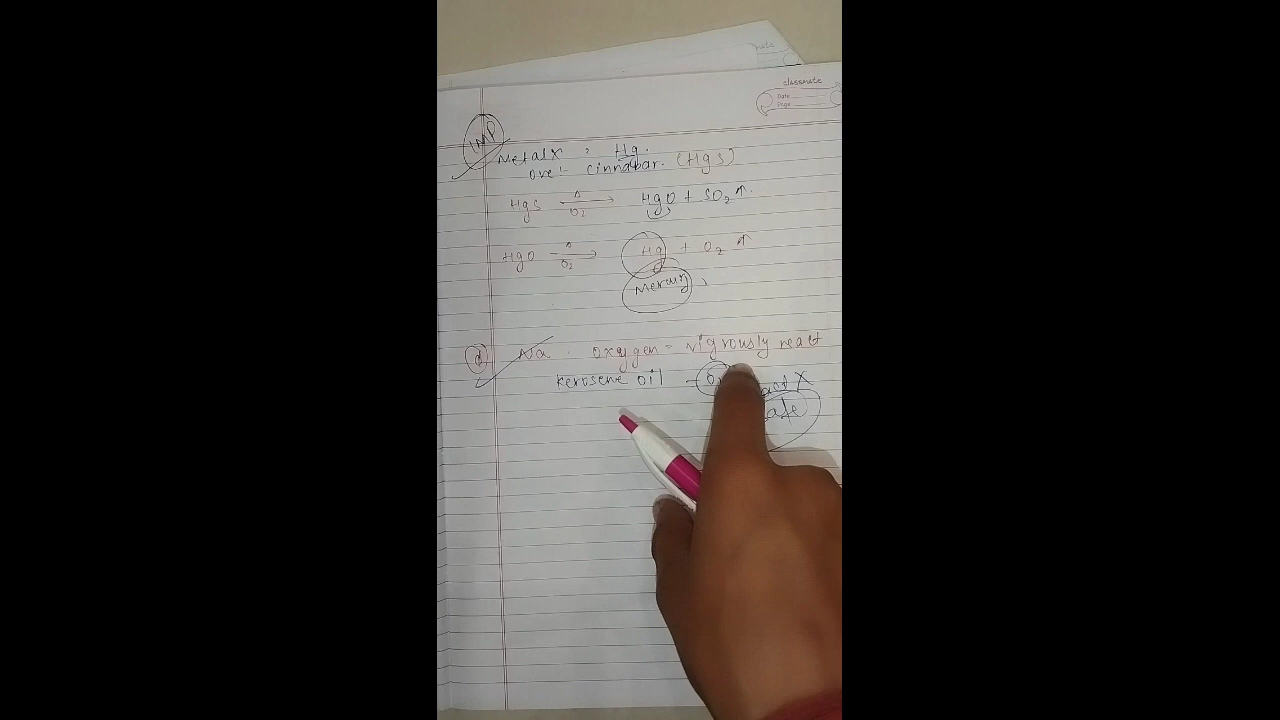 classmate
Date
Page
IMP
Metal X : Hg.
Ore :- cinnabar. (HgS)
HgS Δ/O2 → HgO + SO2 ↑.
HgO Δ/O2 → Hg + O2 ↑
Mercury
d Na . oxygen - vigrously react
kerosene oil - X